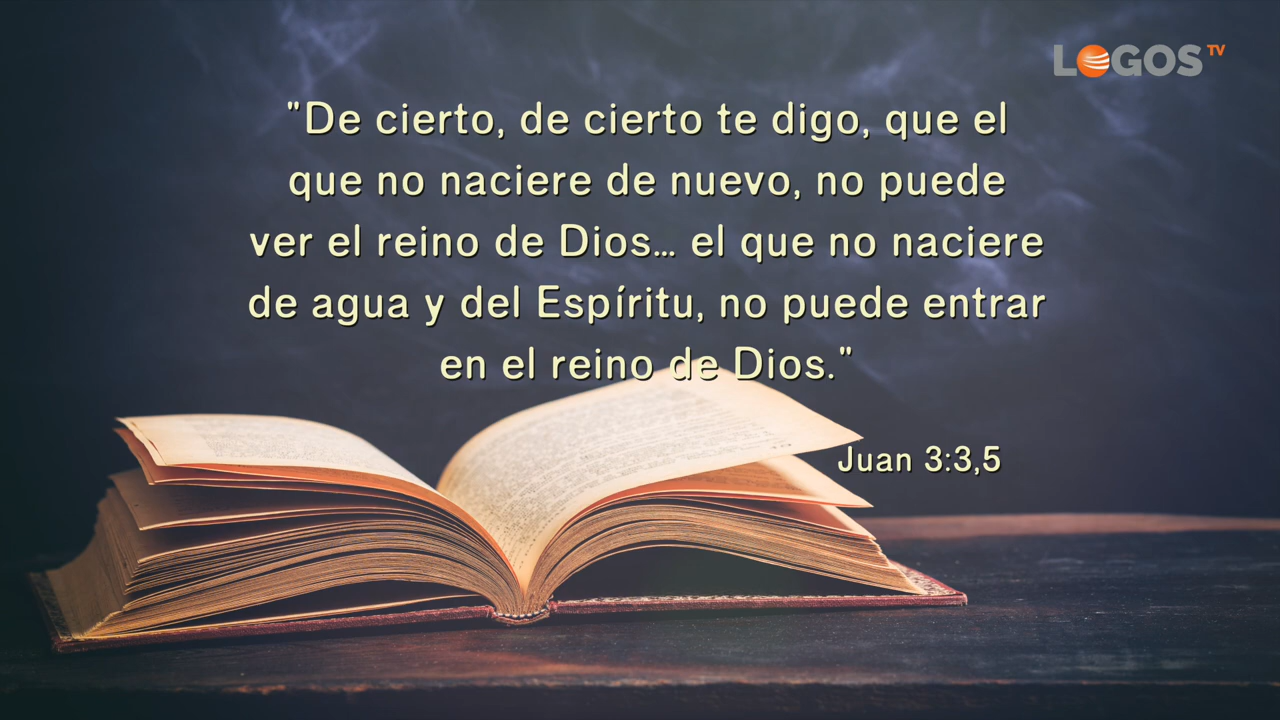 LOGOS TV
"De cierto, de cierto te digo, que el
que no naciere de nuevo, no puede
ver el reino de Dios... el que no naciere
de agua y del Espíritu, no puede entrar
en el reino de Dios."
Juan 3:3,5